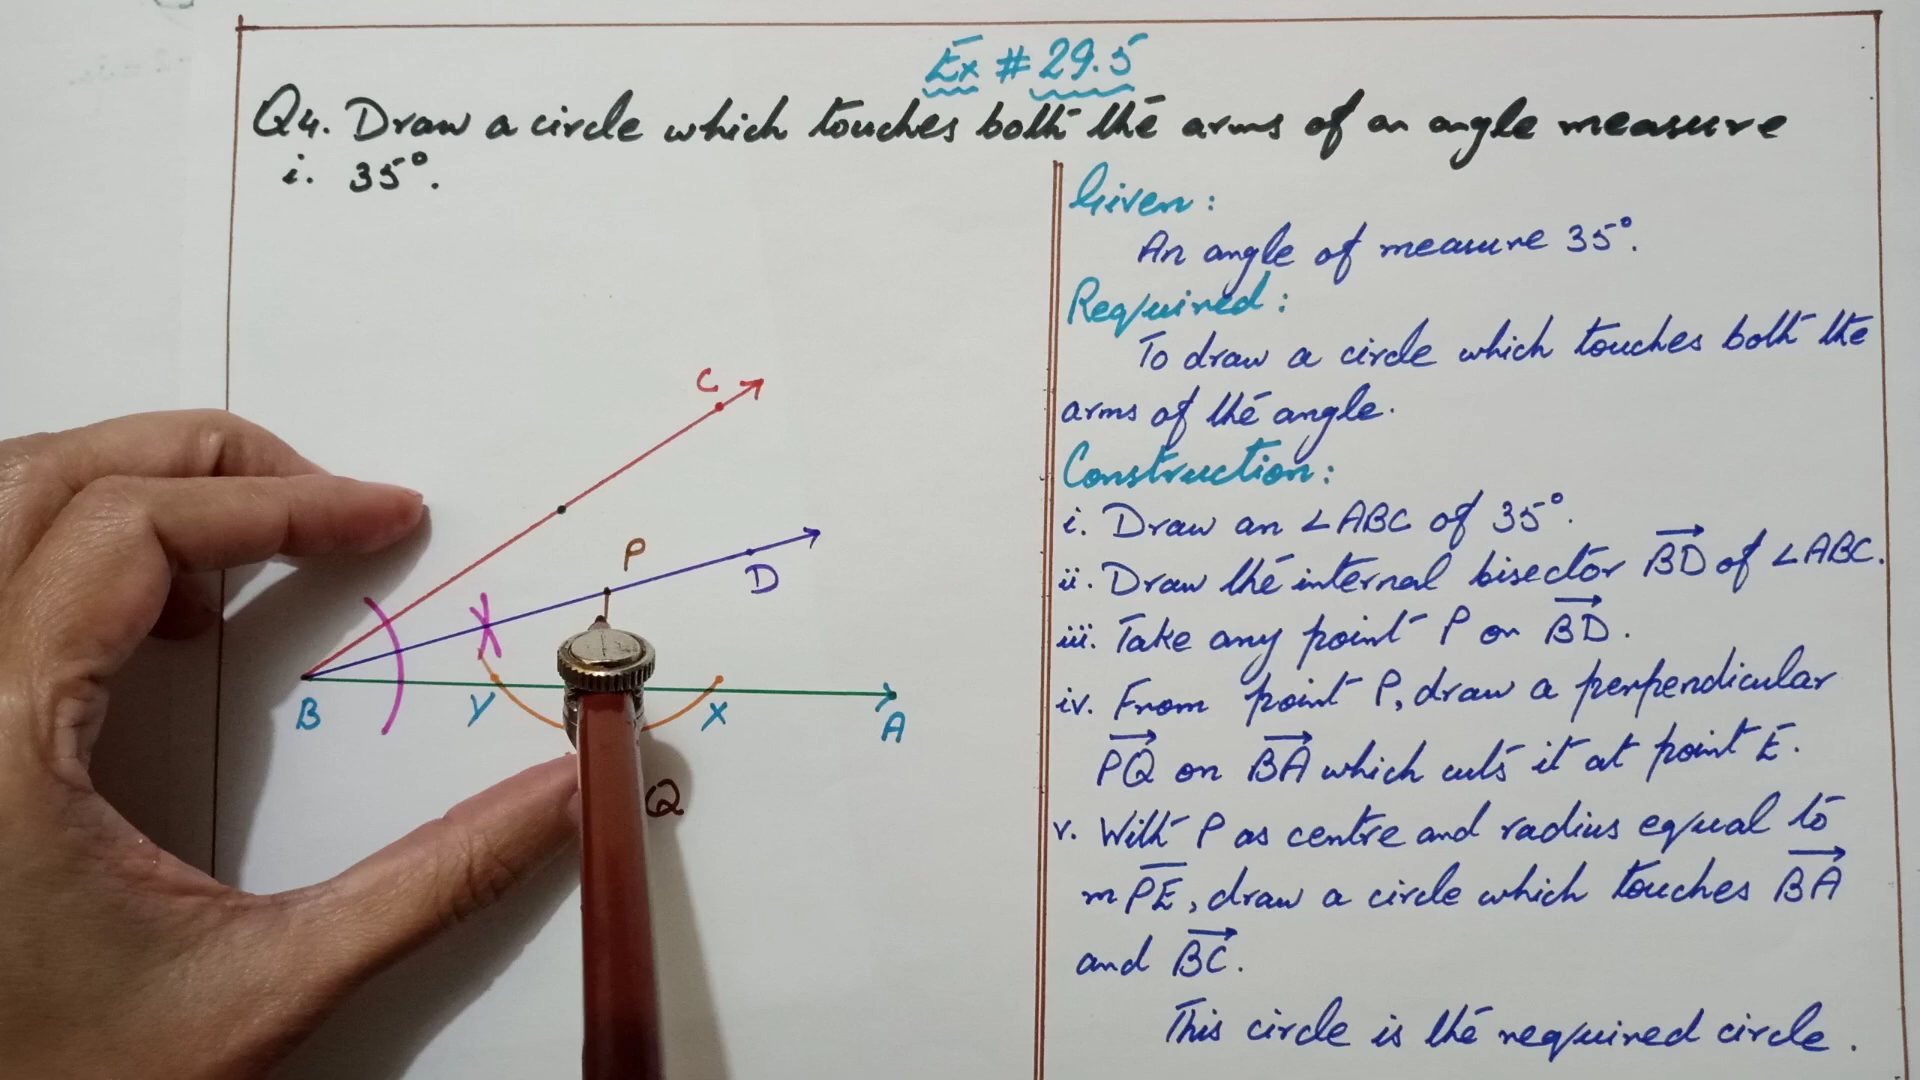 Ex # 29.5
Q4. Draw a circle which touches both the arms of an angle measure
i. 35°.
Given:
An angle of measure 35°.
Required:
To draw a circle which touches both the
arms of the angle.
Construction:
i. Draw an ∠ABC of 35°.
ii. Draw the internal bisector BD→ of ∠ABC.
iii. Take any point P on BD→.
iv. From point P, draw a perpendicular
PQ→ on BA→ which cuts it at point E.
v. With P as centre and radius equal to
mP̅E̅, draw a circle which touches BA→
and BC→.
This circle is the required circle.
C
P
D
B
Y
X
A
Q